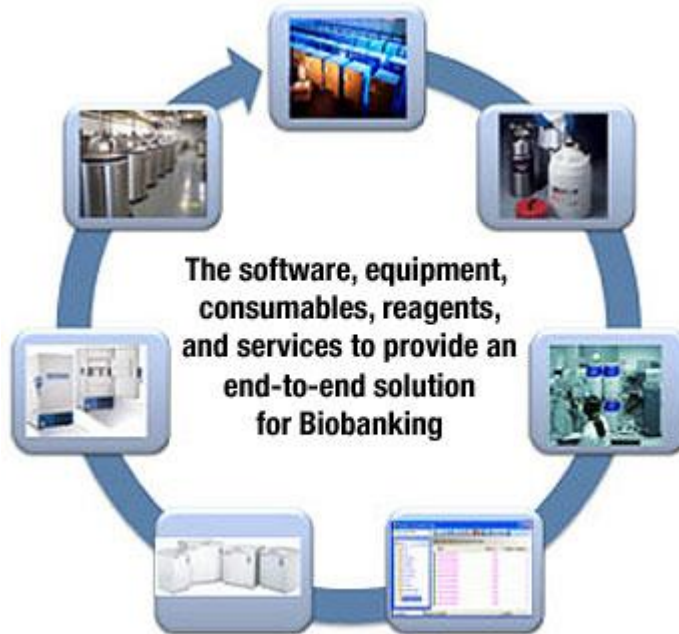 The software, equipment,
consumables, reagents,
and services to provide an
end-to-end solution
for Biobanking